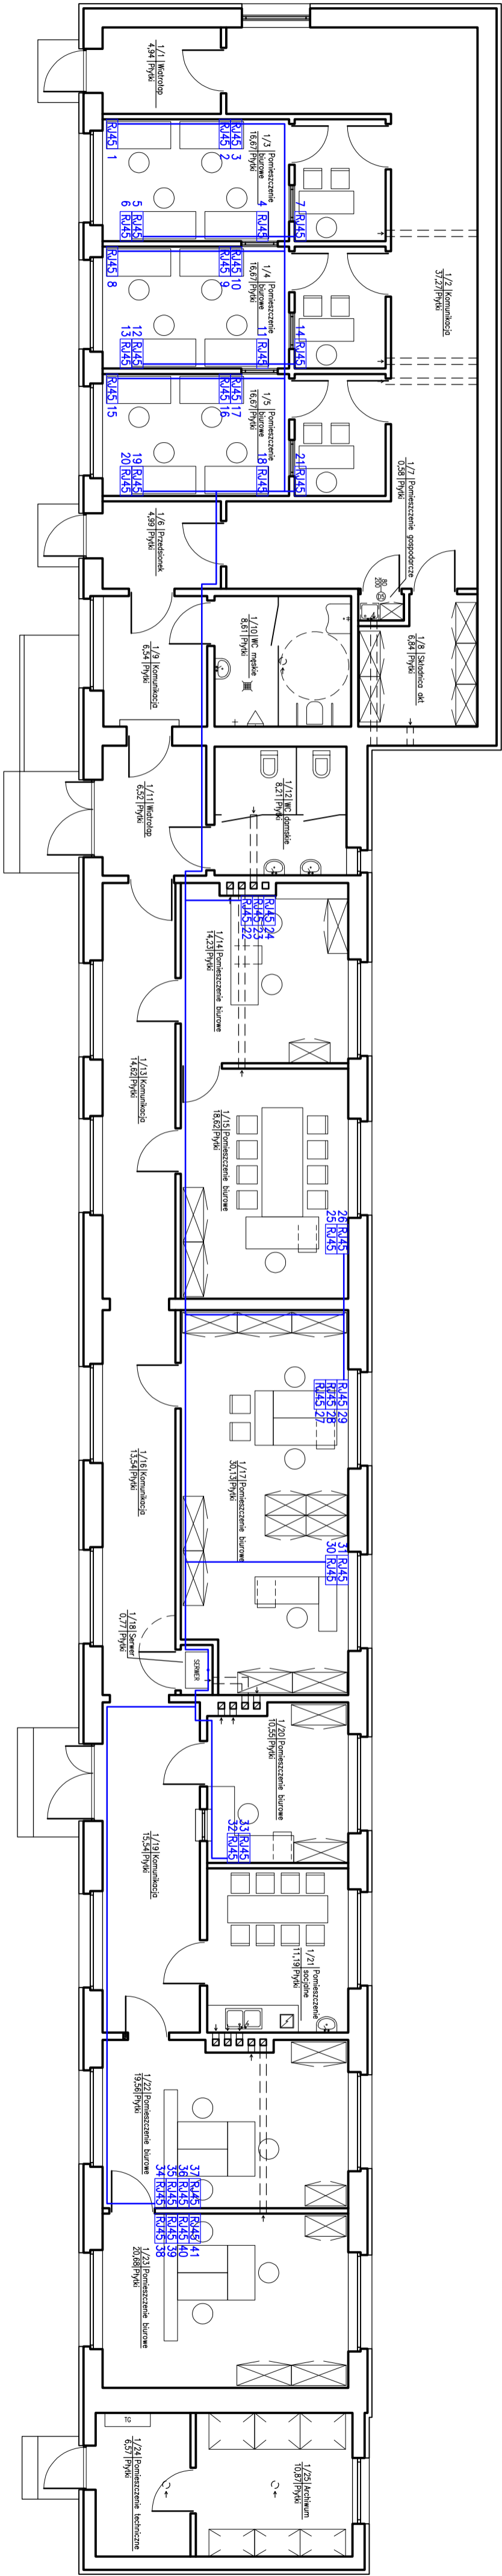 1/1 Wiatrołap
4,94 Płytki
1/2 Komunikacja
37,27 Płytki
1/3 Pomieszczenie
biurowe
16,67 Płytki
RJ45 1
RJ45 2
RJ45 3
4 RJ45
5 RJ45
6 RJ45
7 RJ45
1/4 Pomieszczenie
biurowe
16,67 Płytki
RJ45 8
RJ45 9
RJ45 10
11 RJ45
12 RJ45
13 RJ45
14 RJ45
1/5 Pomieszczenie
biurowe
16,67 Płytki
RJ45 15
RJ45 16
RJ45 17
18 RJ45
19 RJ45
20 RJ45
21 RJ45
1/6 Przedsionek
4,99 Płytki
1/7 Pomieszczenie gospodarcze
0,58 Płytki
80
200
1/8 Składnica akt
6,84 Płytki
1/9 Komunikacja
6,54 Płytki
1/10 WC męskie
8,61 Płytki
1/11 Wiatrołap
6,52 Płytki
1/12 WC damskie
8,21 Płytki
RJ45 24
RJ45 23
RJ45 22
1/14 Pomieszczenie biurowe
14,23 Płytki
1/13 Komunikacja
14,62 Płytki
1/15 Pomieszczenie biurowe
18,62 Płytki
26 RJ45
25 RJ45
RJ45 29
RJ45 28
RJ45 27
1/17 Pomieszczenie biurowe
30,13 Płytki
1/16 Komunikacja
13,54 Płytki
31 RJ45
30 RJ45
1/18 Serwer
0,77 Płytki
SERWER
1/20 Pomieszczenie biurowe
10,55 Płytki
33 RJ45
32 RJ45
1/19 Komunikacja
15,54 Płytki
1/21 Pomieszczenie
socjalne
11,19 Płytki
1/22 Pomieszczenie biurowe
19,56 Płytki
37 RJ45
36 RJ45
35 RJ45
34 RJ45
RJ45 41
RJ45 40
RJ45 39
RJ45 38
1/23 Pomieszczenie biurowe
20,68 Płytki
1/24 Pomieszczenie techniczne
6,57 Płytki
1/25 Archiwum
10,87 Płytki